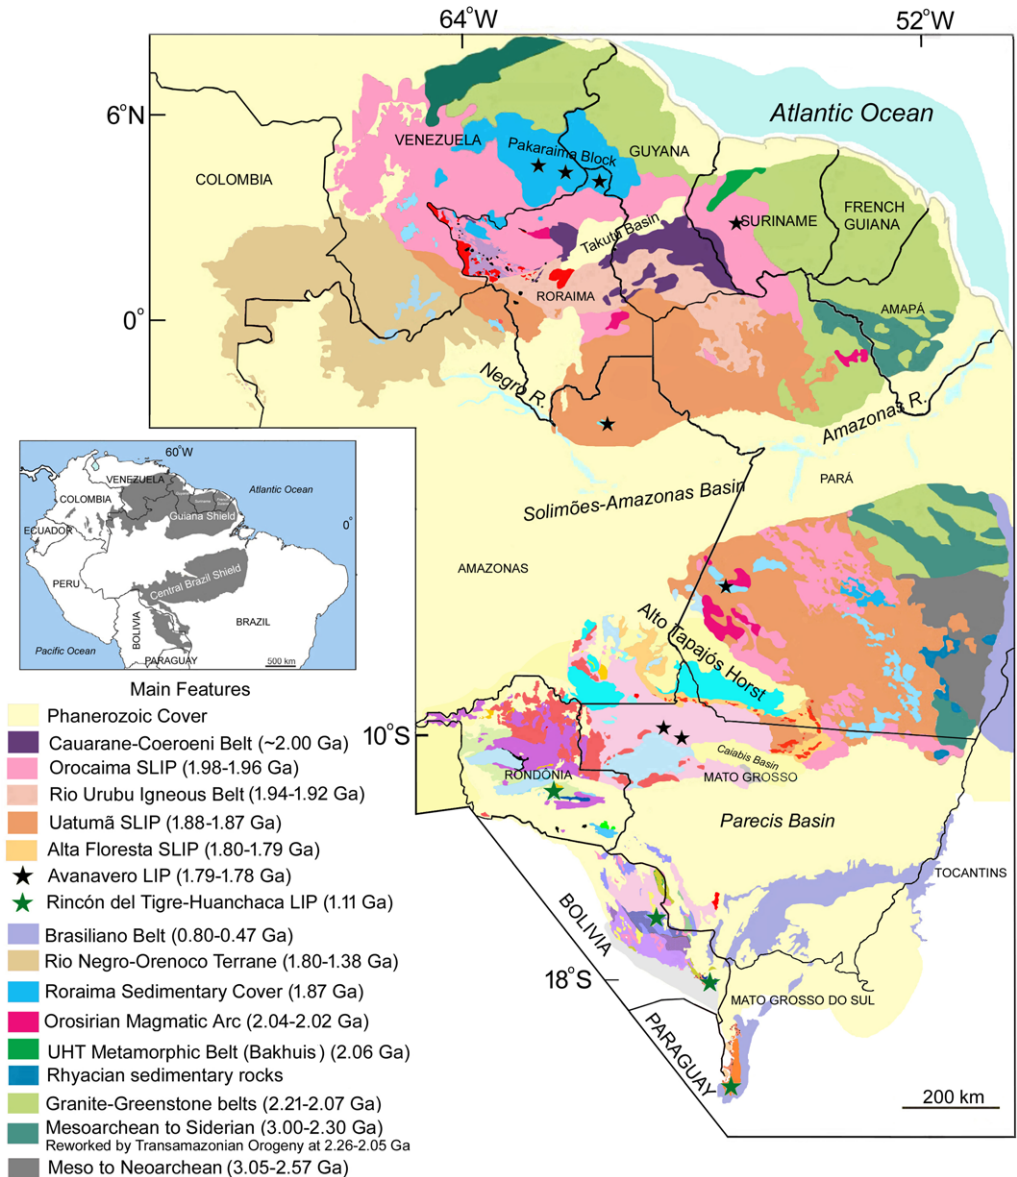 64°W
52°W
6°N
Atlantic Ocean
VENEZUELA
Pakaraima Block
GUYANA
COLOMBIA
SURINAME
FRENCH
GUIANA
Takutu Basin
RORAIMA
AMAPÁ
0°
Negro R.
Amazonas R.
PARÁ
Solimões-Amazonas Basin
AMAZONAS
Alto Tapajós Horst
10°S
RONDÔNIA
Caiabis Basin
MATO GROSSO
Parecis Basin
TOCANTINS
BOLIVIA
18°S
MATO GROSSO DO SUL
PARAGUAY
200 km
60°W
VENEZUELA
Atlantic Ocean
COLOMBIA
Guiana Shield
0°
ECUADOR
Central Brazil Shield
PERU
BOLIVIA
BRAZIL
Pacific Ocean
PARAGUAY
500 km
Main Features
Phanerozoic Cover
Cauarane-Coeroeni Belt (~2.00 Ga)
Orocaima SLIP (1.98-1.96 Ga)
Rio Urubu Igneous Belt (1.94-1.92 Ga)
Uatumã SLIP (1.88-1.87 Ga)
Alta Floresta SLIP (1.80-1.79 Ga)
Avanavero LIP (1.79-1.78 Ga)
Rincón del Tigre-Huanchaca LIP (1.11 Ga)
Brasiliano Belt (0.80-0.47 Ga)
Rio Negro-Orenoco Terrane (1.80-1.38 Ga)
Roraima Sedimentary Cover (1.87 Ga)
Orosirian Magmatic Arc (2.04-2.02 Ga)
UHT Metamorphic Belt (Bakhuis) (2.06 Ga)
Rhyacian sedimentary rocks
Granite-Greenstone belts (2.21-2.07 Ga)
Mesoarchean to Siderian (3.00-2.30 Ga)
Reworked by Transamazonian Orogeny at 2.26-2.05 Ga
Meso to Neoarchean (3.05-2.57 Ga)